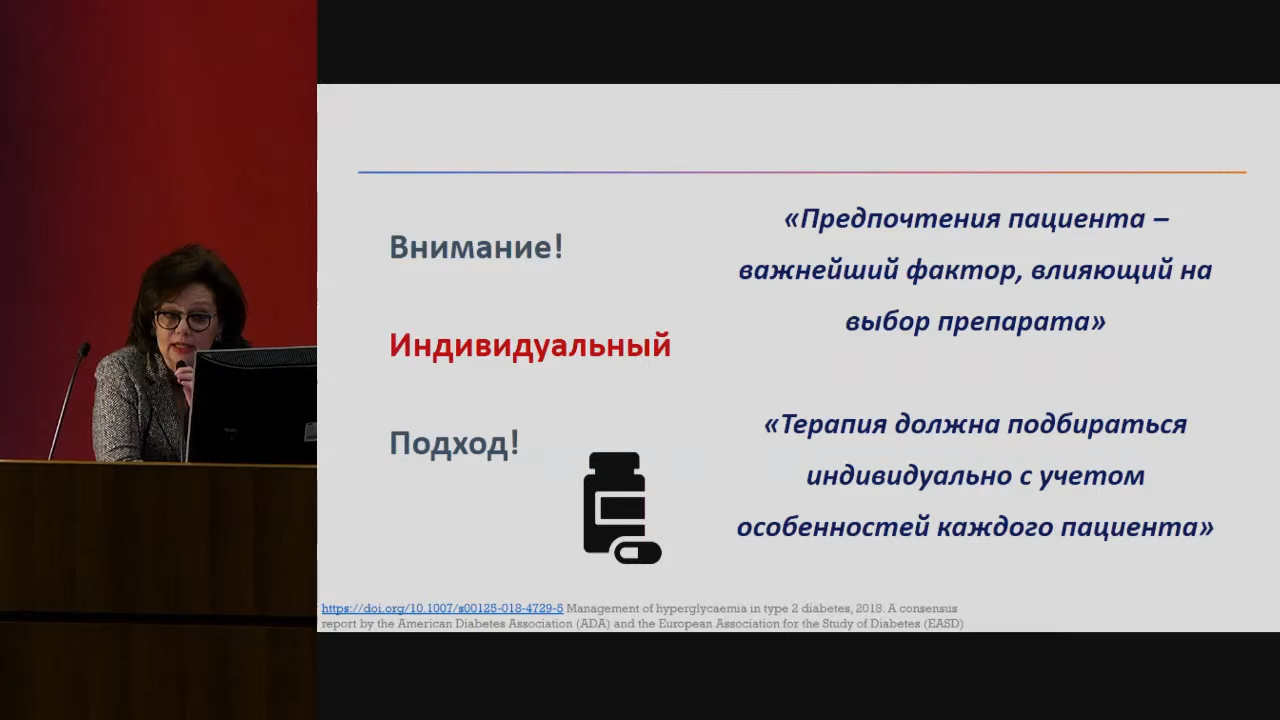 Внимание!
Индивидуальный
Подход!
«Предпочтения пациента –
важнейший фактор, влияющий на
выбор препарата»
«Терапия должна подбираться
индивидуально с учетом
особенностей каждого пациента»
https://doi.org/10.1007/s00125-018-4729-5 Management of hyperglycaemia in type 2 diabetes, 2018. A consensus
report by the American Diabetes Association (ADA) and the European Association for the Study of Diabetes (EASD)